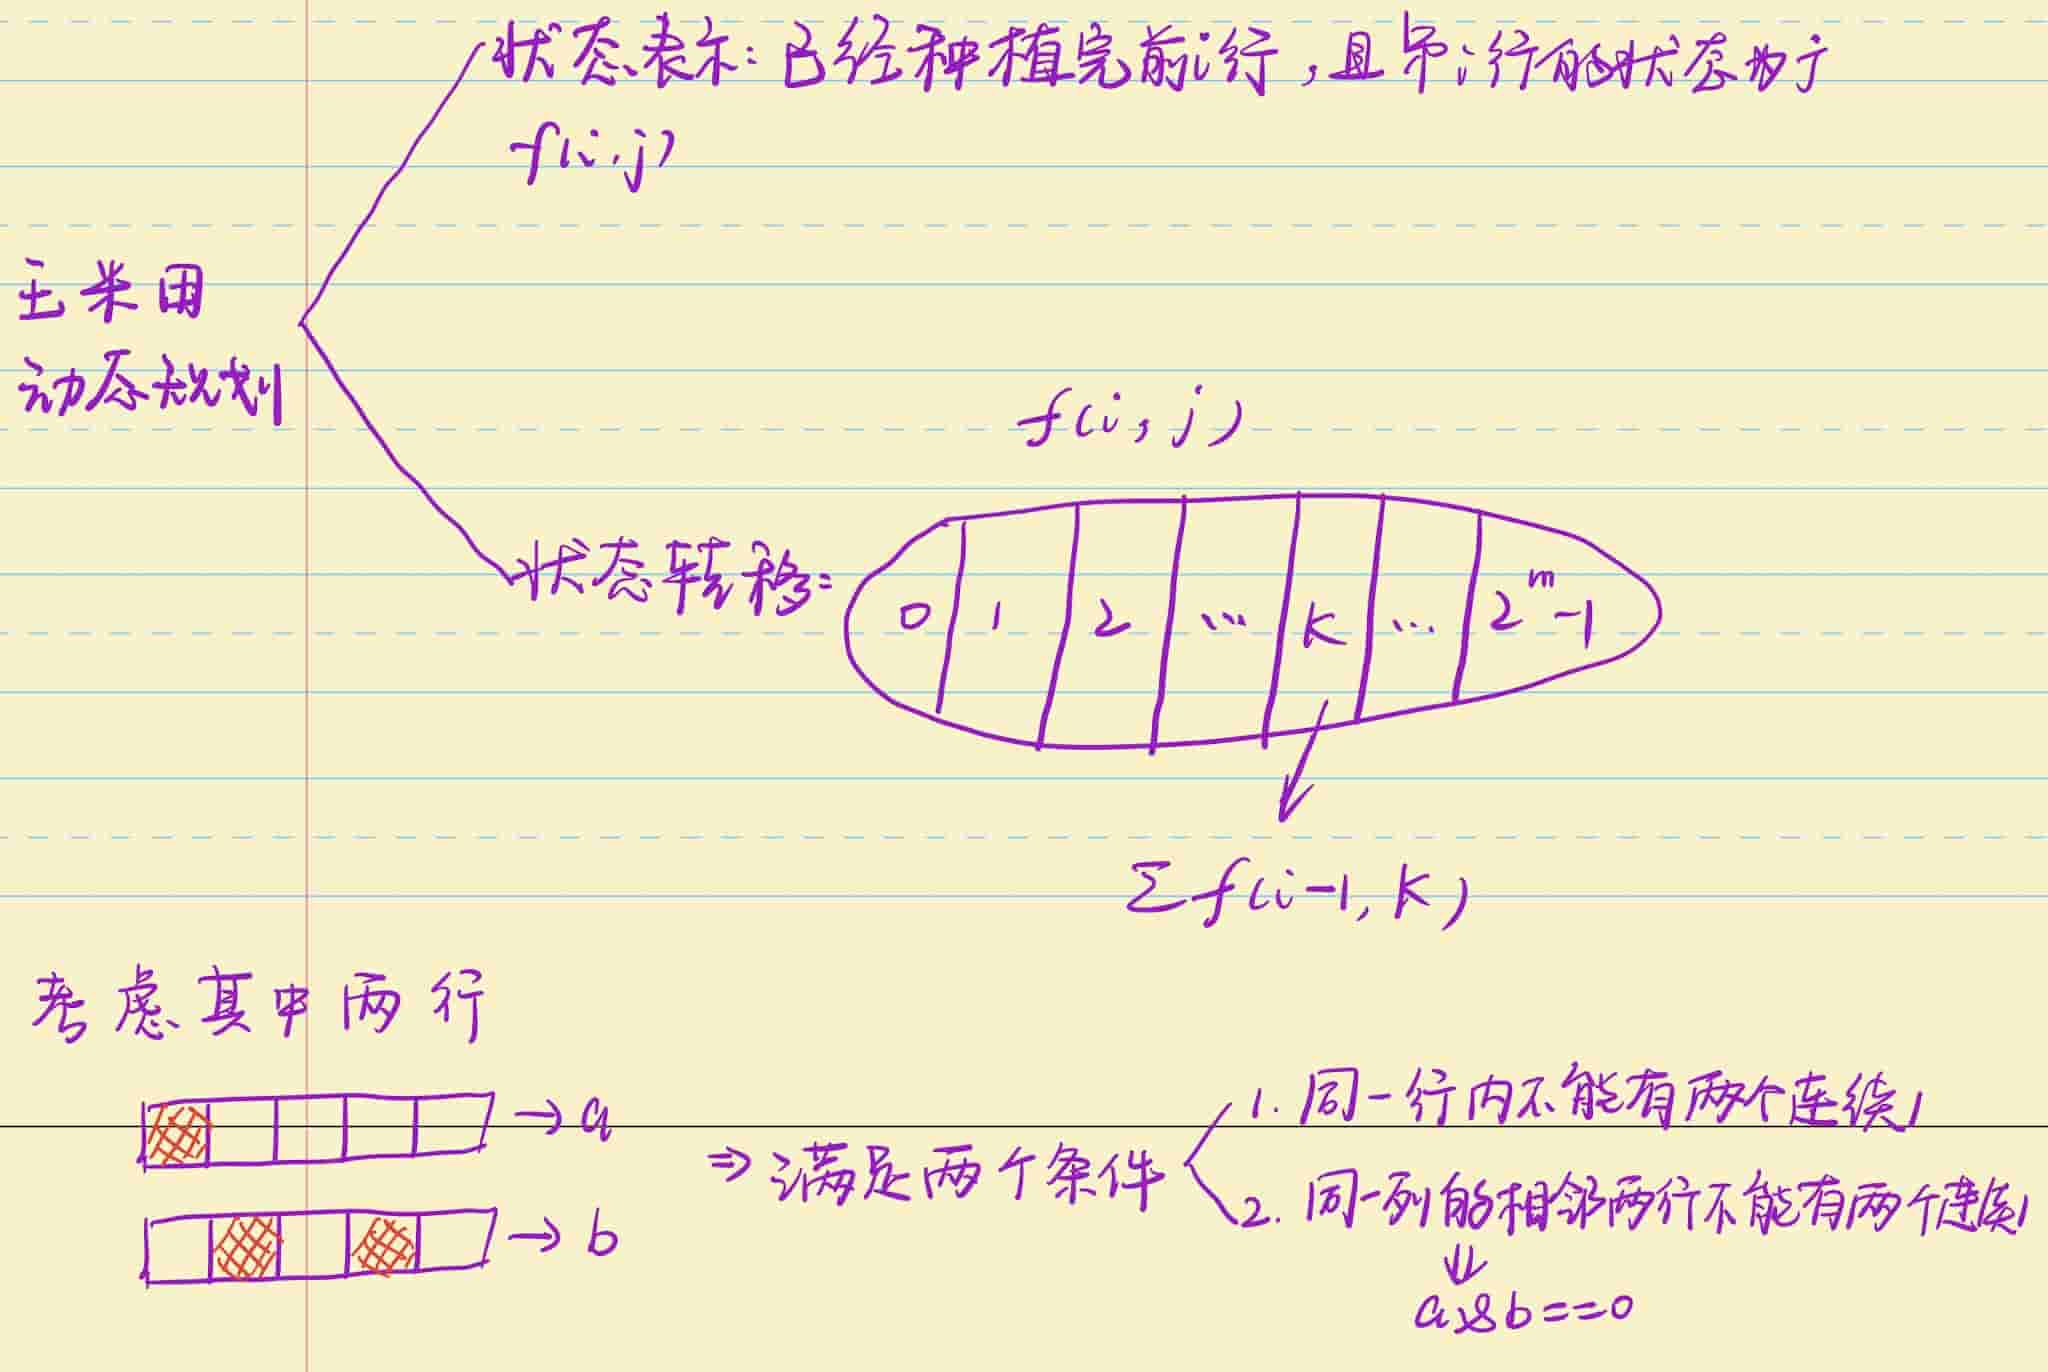 状态表示：已经种植完前i行，且第i行的状态为j
f(i,j)
玉米田
动态规划
f(i, j)
状态转移：
0 1 2 ... k ... 2^m-1
Σf(i-1, k)
考虑其中两行
→ a
→ b
⇒ 满足两个条件
1. 同一行内不能有两个连续1
2. 同一列的相邻两行不能有两个连续1
⇓
a&b==0